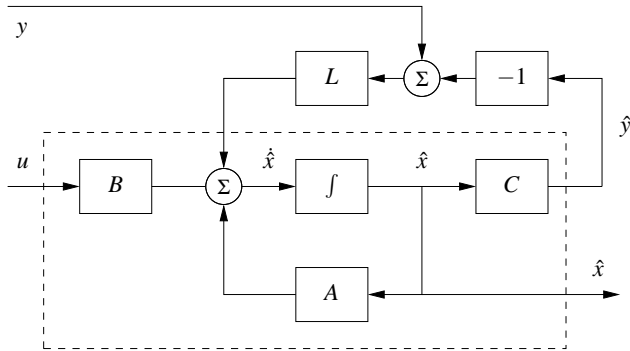 y
L Σ −1
ŷ
u B Σ ẋ̂ ∫ x̂ C
A x̂